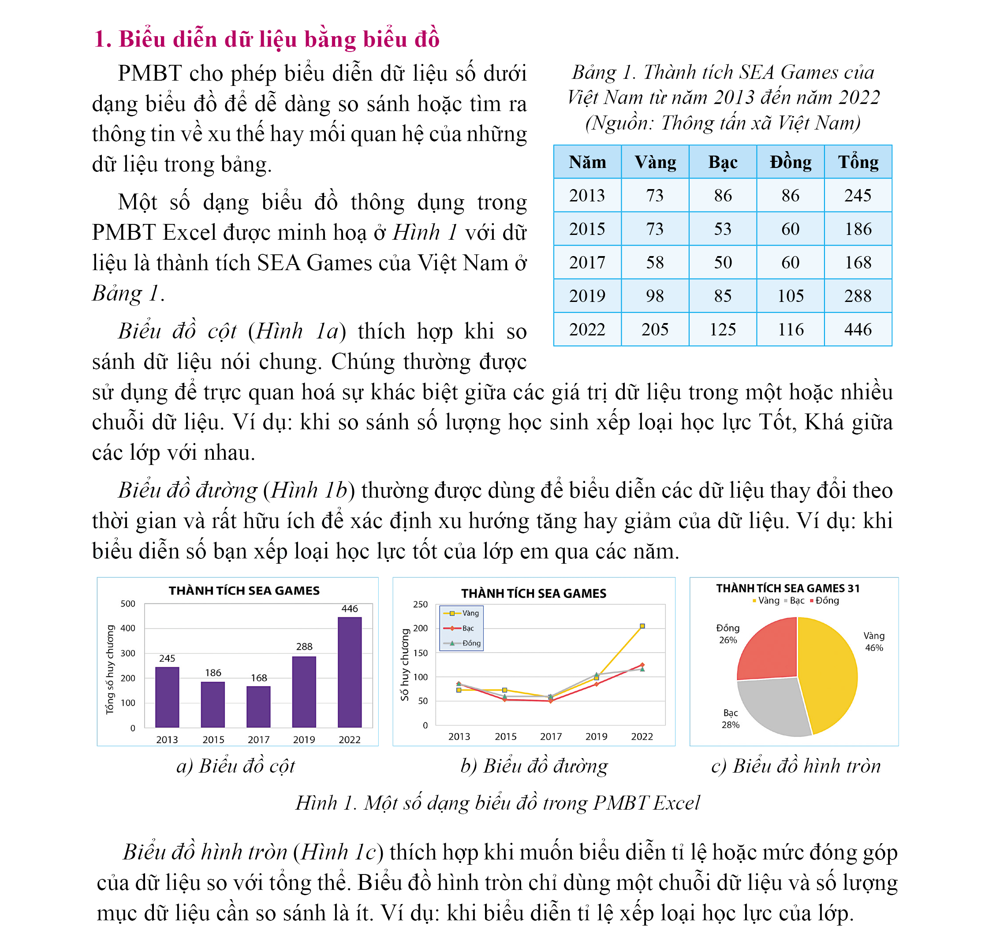 1. Biểu diễn dữ liệu bằng biểu đồ
PMBT cho phép biểu diễn dữ liệu số dưới
dạng biểu đồ để dễ dàng so sánh hoặc tìm ra
thông tin về xu thế hay mối quan hệ của những
dữ liệu trong bảng.
Một số dạng biểu đồ thông dụng trong
PMBT Excel được minh hoạ ở Hình 1 với dữ
liệu là thành tích SEA Games của Việt Nam ở
Bảng 1.
Bảng 1. Thành tích SEA Games của
Việt Nam từ năm 2013 đến năm 2022
(Nguồn: Thông tấn xã Việt Nam)
Năm Vàng Bạc Đồng Tổng
2013 73 86 86 245
2015 73 53 60 186
2017 58 50 60 168
2019 98 85 105 288
2022 205 125 116 446
Biểu đồ cột (Hình 1a) thích hợp khi so
sánh dữ liệu nói chung. Chúng thường được
sử dụng để trực quan hoá sự khác biệt giữa các giá trị dữ liệu trong một hoặc nhiều
chuỗi dữ liệu. Ví dụ: khi so sánh số lượng học sinh xếp loại học lực Tốt, Khá giữa
các lớp với nhau.
Biểu đồ đường (Hình 1b) thường được dùng để biểu diễn các dữ liệu thay đổi theo
thời gian và rất hữu ích để xác định xu hướng tăng hay giảm của dữ liệu. Ví dụ: khi
biểu diễn số bạn xếp loại học lực tốt của lớp em qua các năm.
THÀNH TÍCH SEA GAMES
Tổng số huy chương
500
400
300
200
100
0
245
186
168
288
446
2013 2015 2017 2019 2022
a) Biểu đồ cột
THÀNH TÍCH SEA GAMES
Số huy chương
250
200
150
100
50
0
Vàng
Bạc
Đồng
2013 2015 2017 2019 2022
b) Biểu đồ đường
THÀNH TÍCH SEA GAMES 31
Vàng Bạc Đồng
Đồng
26%
Vàng
46%
Bạc
28%
c) Biểu đồ hình tròn
Hình 1. Một số dạng biểu đồ trong PMBT Excel
Biểu đồ hình tròn (Hình 1c) thích hợp khi muốn biểu diễn tỉ lệ hoặc mức đóng góp
của dữ liệu so với tổng thể. Biểu đồ hình tròn chỉ dùng một chuỗi dữ liệu và số lượng
mục dữ liệu cần so sánh là ít. Ví dụ: khi biểu diễn tỉ lệ xếp loại học lực của lớp.